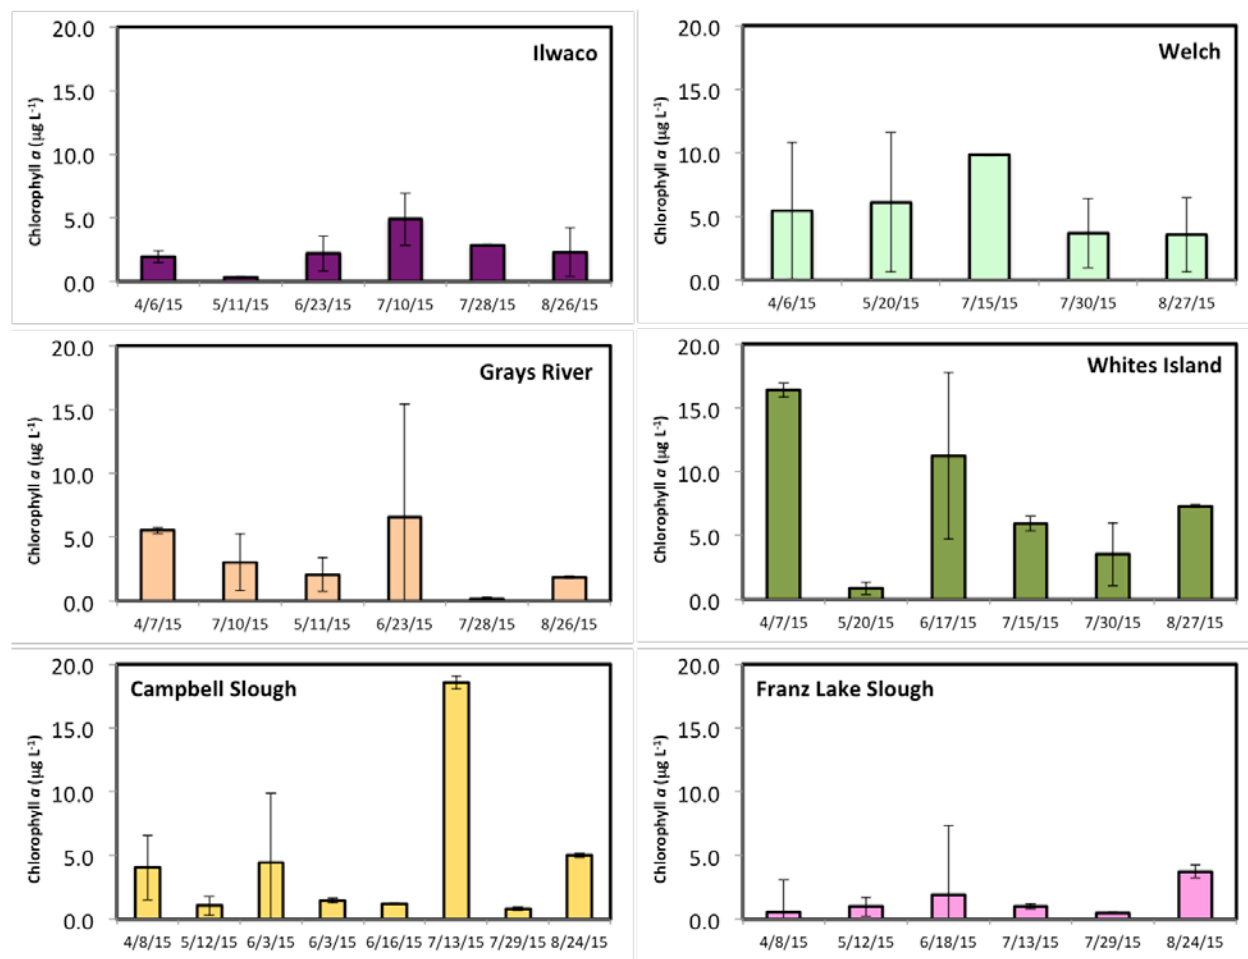 Ilwaco
Chlorophyll a (µg L-1)
20.0
15.0
10.0
5.0
0.0
4/6/15 5/11/15 6/23/15 7/10/15 7/28/15 8/26/15
Welch
Chlorophyll a (µg L-1)
20.0
15.0
10.0
5.0
0.0
4/6/15 5/20/15 7/15/15 7/30/15 8/27/15
Grays River
Chlorophyll a (µg L-1)
20.0
15.0
10.0
5.0
0.0
4/7/15 7/10/15 5/11/15 6/23/15 7/28/15 8/26/15
Whites Island
Chlorophyll a (µg L-1)
20.0
15.0
10.0
5.0
0.0
4/7/15 5/20/15 6/17/15 7/15/15 7/30/15 8/27/15
Campbell Slough
Chlorophyll a (µg L-1)
20.0
15.0
10.0
5.0
0.0
4/8/15 5/12/15 6/3/15 6/3/15 6/16/15 7/13/15 7/29/15 8/24/15
Franz Lake Slough
Chlorophyll a (µg L-1)
20.0
15.0
10.0
5.0
0.0
4/8/15 5/12/15 6/18/15 7/13/15 7/29/15 8/24/15